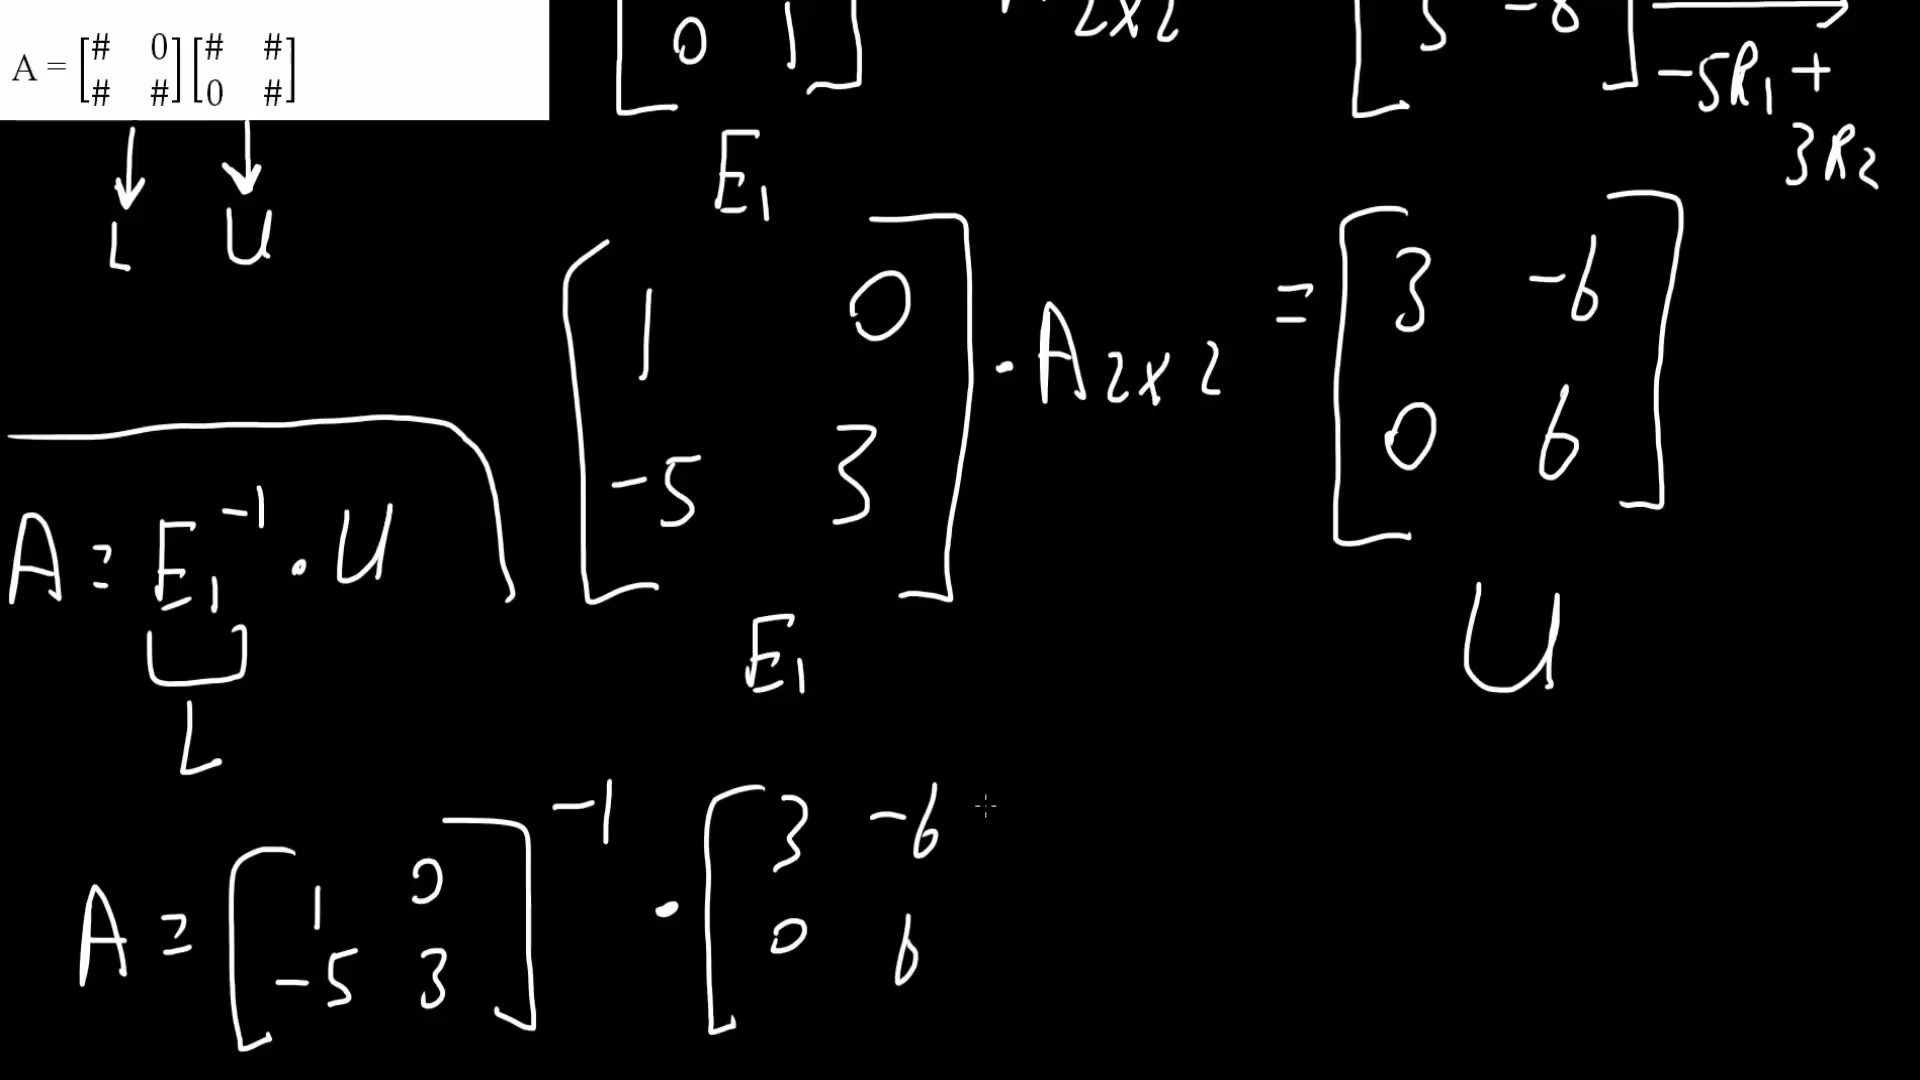 A = [# 0] [# #]
[# #] [0 #]
0 1
2x2
5 -8
-5R1 +
3R2
E1
L U
[1 0] · A2x2 = [3 -6]
[-5 3] [0 6]
E1
U
A = E1^-1 · U
L
A = [1 0]^-1 · [3 -6]
[-5 3] [0 6]